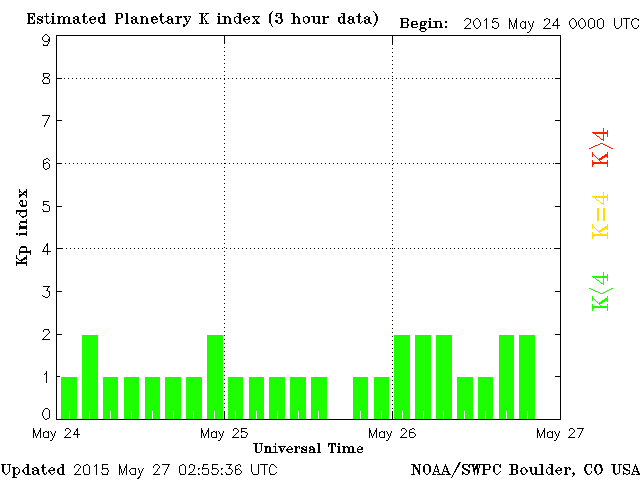 Estimated Planetary K index (3 hour data)
Begin: 2015 May 24 0000 UTC
9
8
7
6
5
4
3
2
1
0
Kp index
May 24
May 25
May 26
May 27
Universal Time
K>4
K=4
K<4
Updated 2015 May 27 02:55:36 UTC
NOAA/SWPC Boulder, CO USA